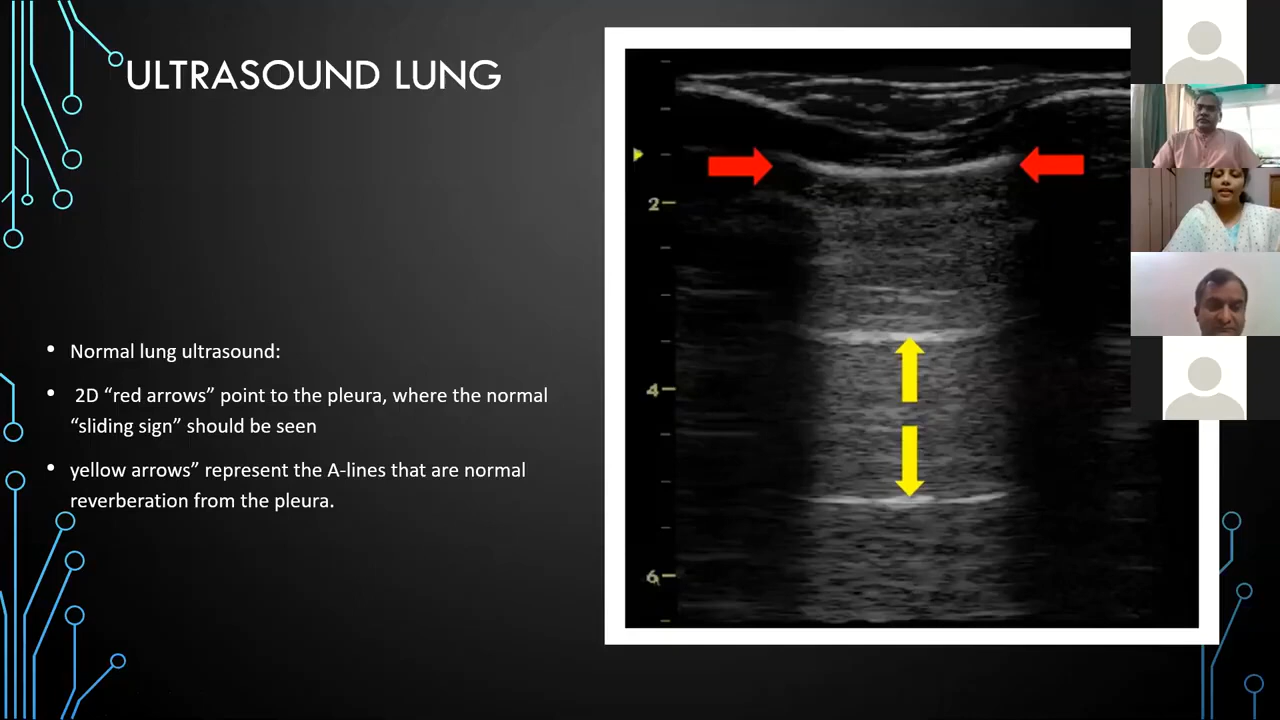 ULTRASOUND LUNG
Normal lung ultrasound:
2D “red arrows” point to the pleura, where the normal
“sliding sign” should be seen
yellow arrows” represent the A-lines that are normal
reverberation from the pleura.
2
4
6